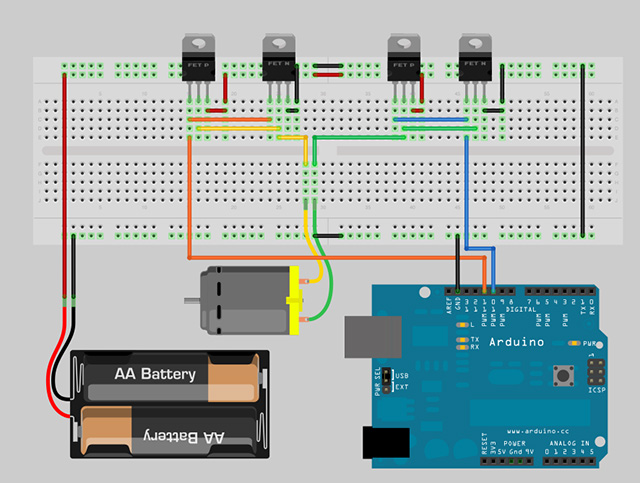 FET P
FET N
FET P
FET N
AREF
GND
13
12
11
10
9
8
7
6
5
4
3
2
1
0
PWM
PWM
PWM
PWM
PWM
PWM
TX
RX
DIGITAL
L
TX
RX
Arduino
PWR
1
ICSP
PWR SEL
USB
EXT
www.arduino.cc
RESET
3V3
5V
Gnd
9V
POWER
ANALOG IN
0 1 2 3 4 5
AA Battery
AA Battery